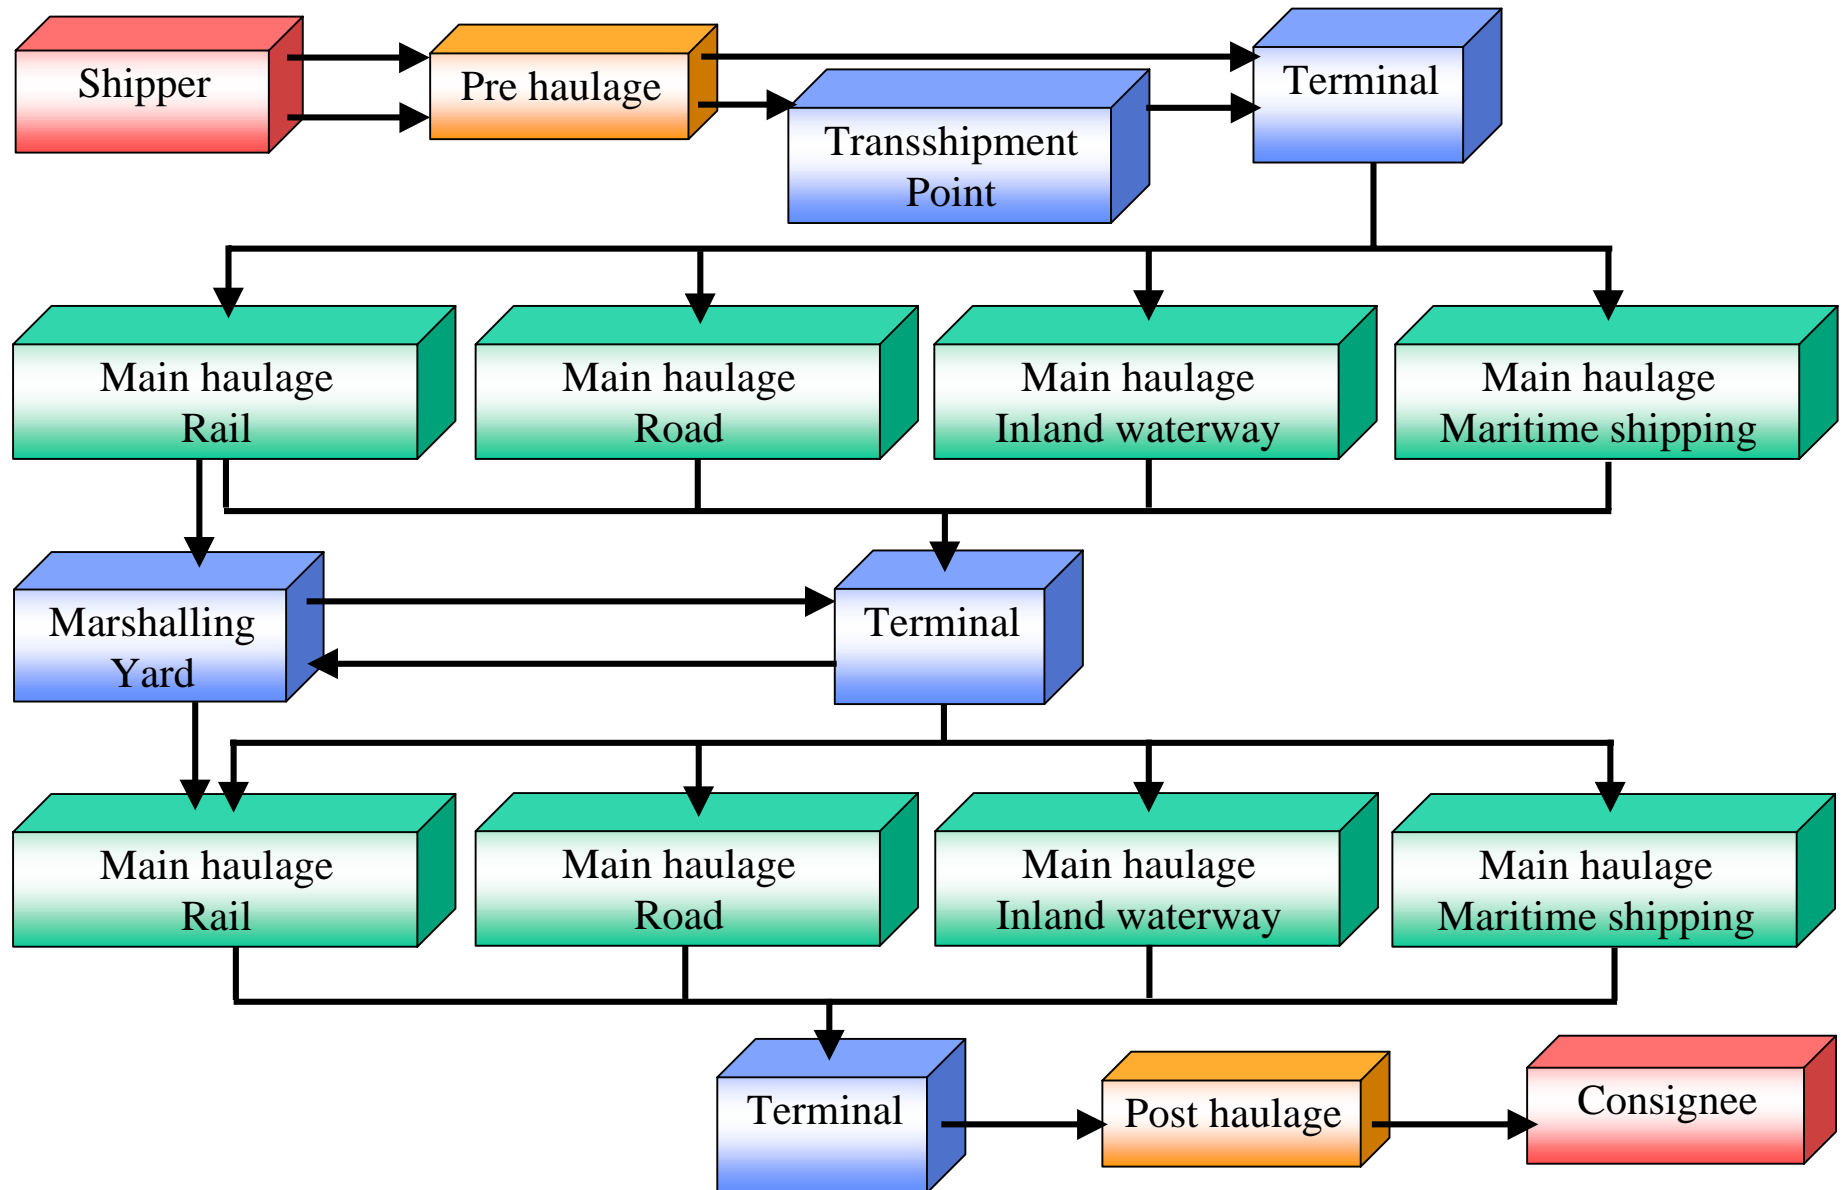 Shipper
Pre haulage
Transshipment
Point
Terminal
Main haulage
Rail
Main haulage
Road
Main haulage
Inland waterway
Main haulage
Maritime shipping
Marshalling
Yard
Terminal
Main haulage
Rail
Main haulage
Road
Main haulage
Inland waterway
Main haulage
Maritime shipping
Terminal
Post haulage
Consignee